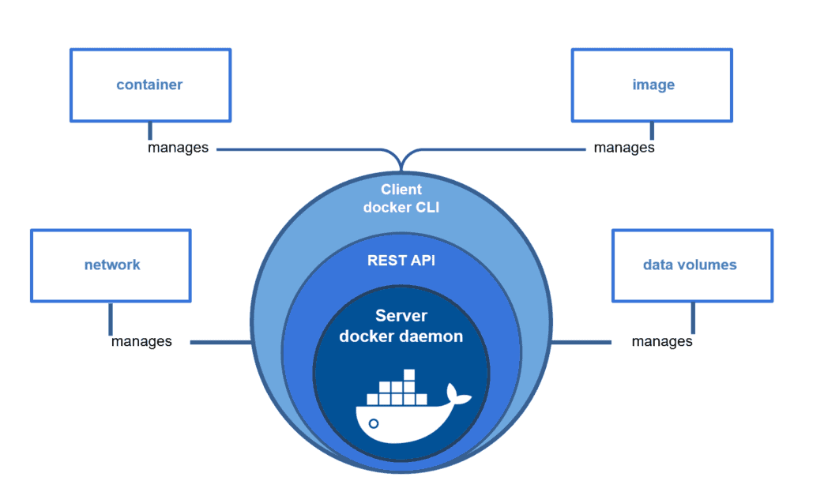 container
image
manages
manages
Client
docker CLI
network
REST API
data volumes
Server
docker daemon
manages
manages